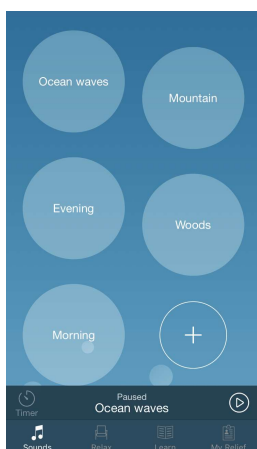 Ocean waves
Mountain
Evening
Woods
Morning
Paused
Timer
Ocean waves
Sounds
Relax
Learn
My Relief